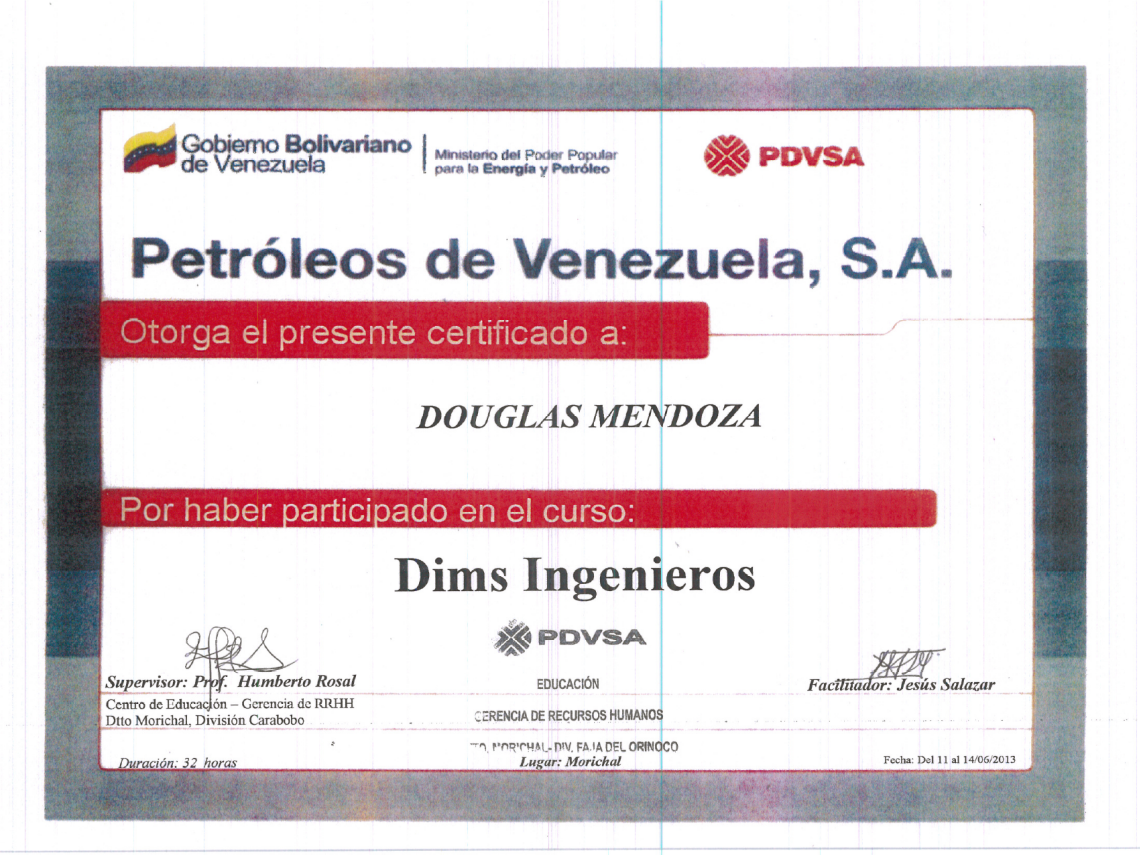 Gobierno Bolivariano
de Venezuela
Ministerio del Poder Popular
para la Energía y Petróleo
PDVSA
Petróleos de Venezuela, S.A.
Otorga el presente certificado a:
DOUGLAS MENDOZA
Por haber participado en el curso:
Dims Ingenieros
PDVSA
Supervisor: Prof. Humberto Rosal
Centro de Educación – Gerencia de RRHH
Dtto Morichal, División Carabobo
EDUCACIÓN
GERENCIA DE RECURSOS HUMANOS
MORICHAL- DIV. FAJA DEL ORINOCO
Facilitador: Jesús Salazar
Duración: 32 horas
Lugar: Morichal
Fecha: Del 11 al 14/06/2013